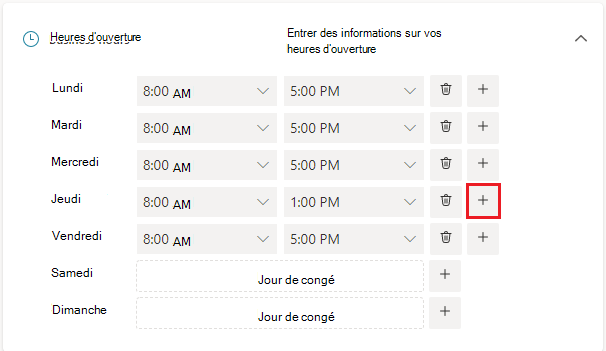 Heures d'ouverture
Entrer des informations sur vos
heures d'ouverture
Lundi 8:00 AM 5:00 PM
Mardi 8:00 AM 5:00 PM
Mercredi 8:00 AM 5:00 PM
Jeudi 8:00 AM 1:00 PM
Vendredi 8:00 AM 5:00 PM
Samedi Jour de congé
Dimanche Jour de congé